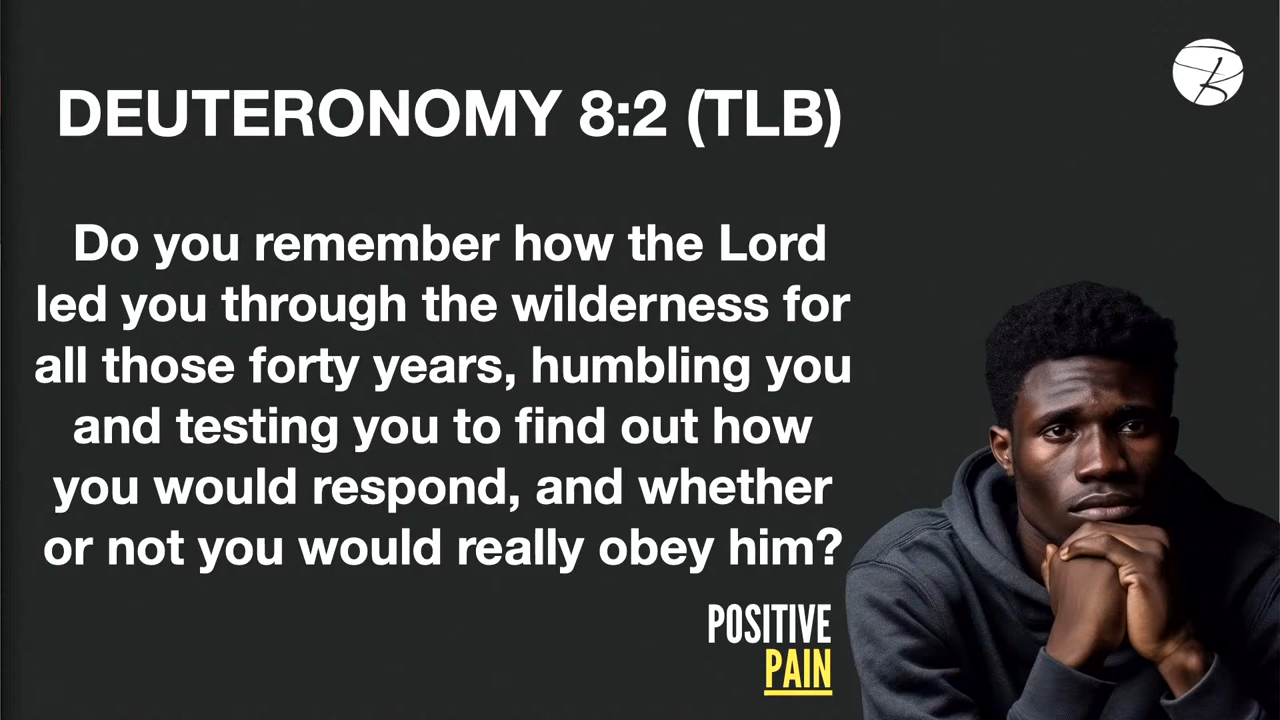 DEUTERONOMY 8:2 (TLB)
Do you remember how the Lord
led you through the wilderness for
all those forty years, humbling you
and testing you to find out how
you would respond, and whether
or not you would really obey him?
POSITIVE
PAIN